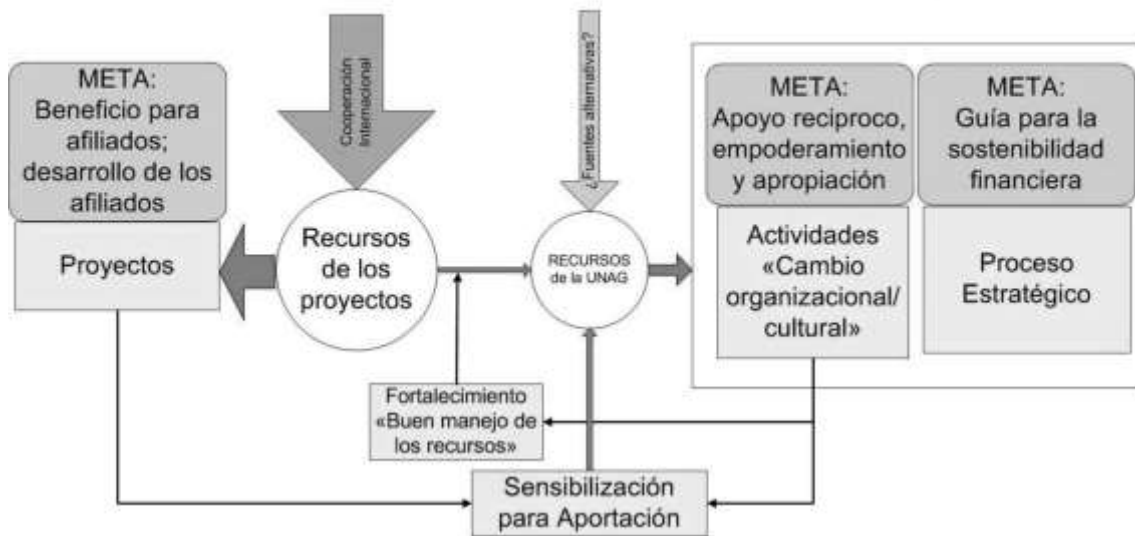 META:
Beneficio para
afiliados;
desarrollo de los
afiliados
Proyectos
Cooperación
Internacional
Recursos
de los
proyectos
¿Fuentes alternativas?
RECURSOS
de la UNAG
META:
Apoyo reciproco,
empoderamiento
y apropiación
Actividades
«Cambio
organizacional/
cultural»
META:
Guía para la
sostenibilidad
financiera
Proceso
Estratégico
Fortalecimiento
«Buen manejo de
los recursos»
Sensibilización
para Aportación